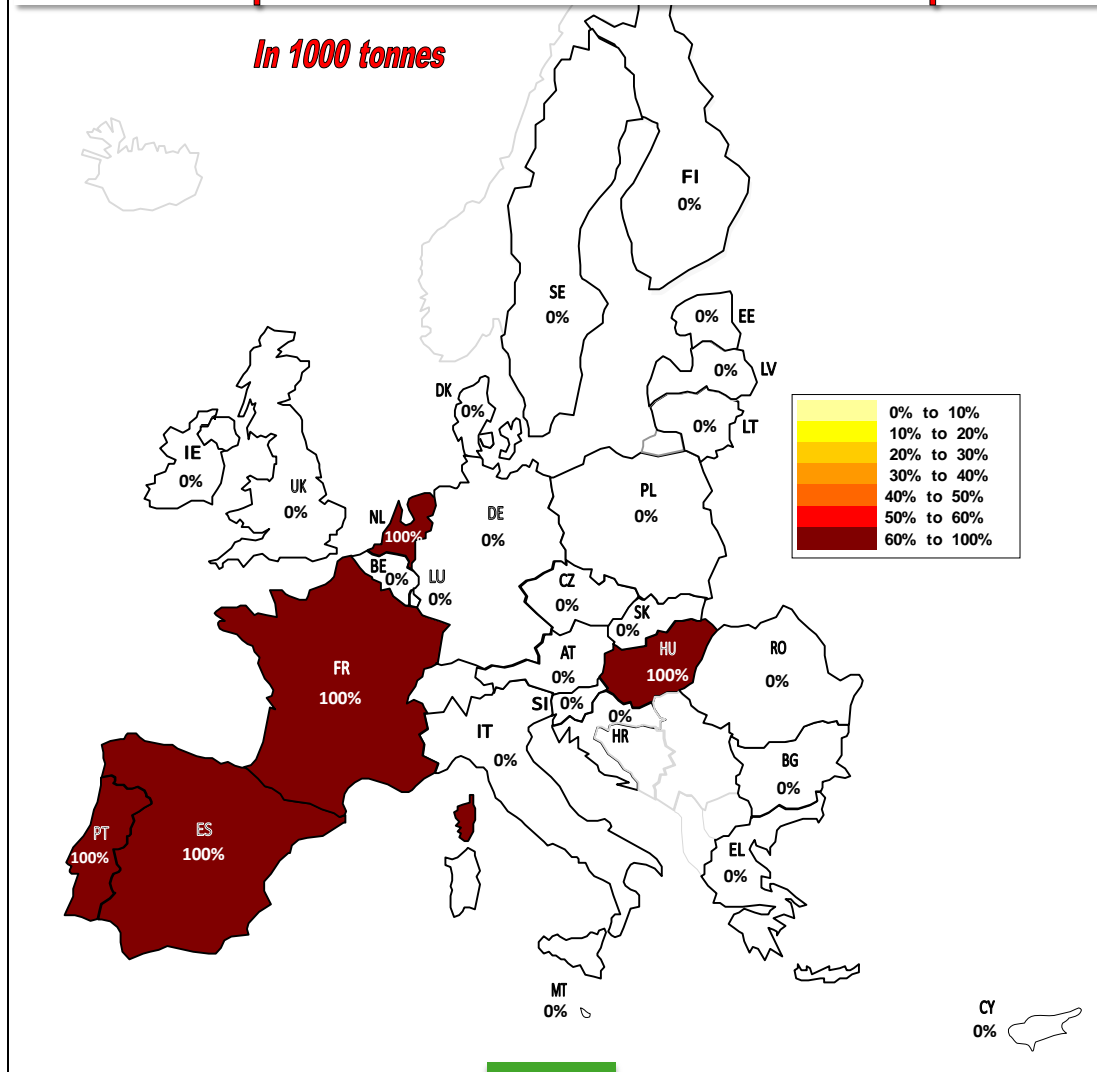 In 1000 tonnes
FI
0%
SE
0%
0% EE
0% LV
0% LT
DK
0%
IE
0%
UK
0%
NL
100%
DE
0%
PL
0%
BE
0%
LU
0%
CZ
0%
SK
0%
AT
0%
HU
100%
RO
0%
FR
100%
SI 0%
0%
HR
IT
0%
BG
0%
PT
100%
ES
100%
EL
0%
MT
0%
CY
0%
0% to 10%
10% to 20%
20% to 30%
30% to 40%
40% to 50%
50% to 60%
60% to 100%